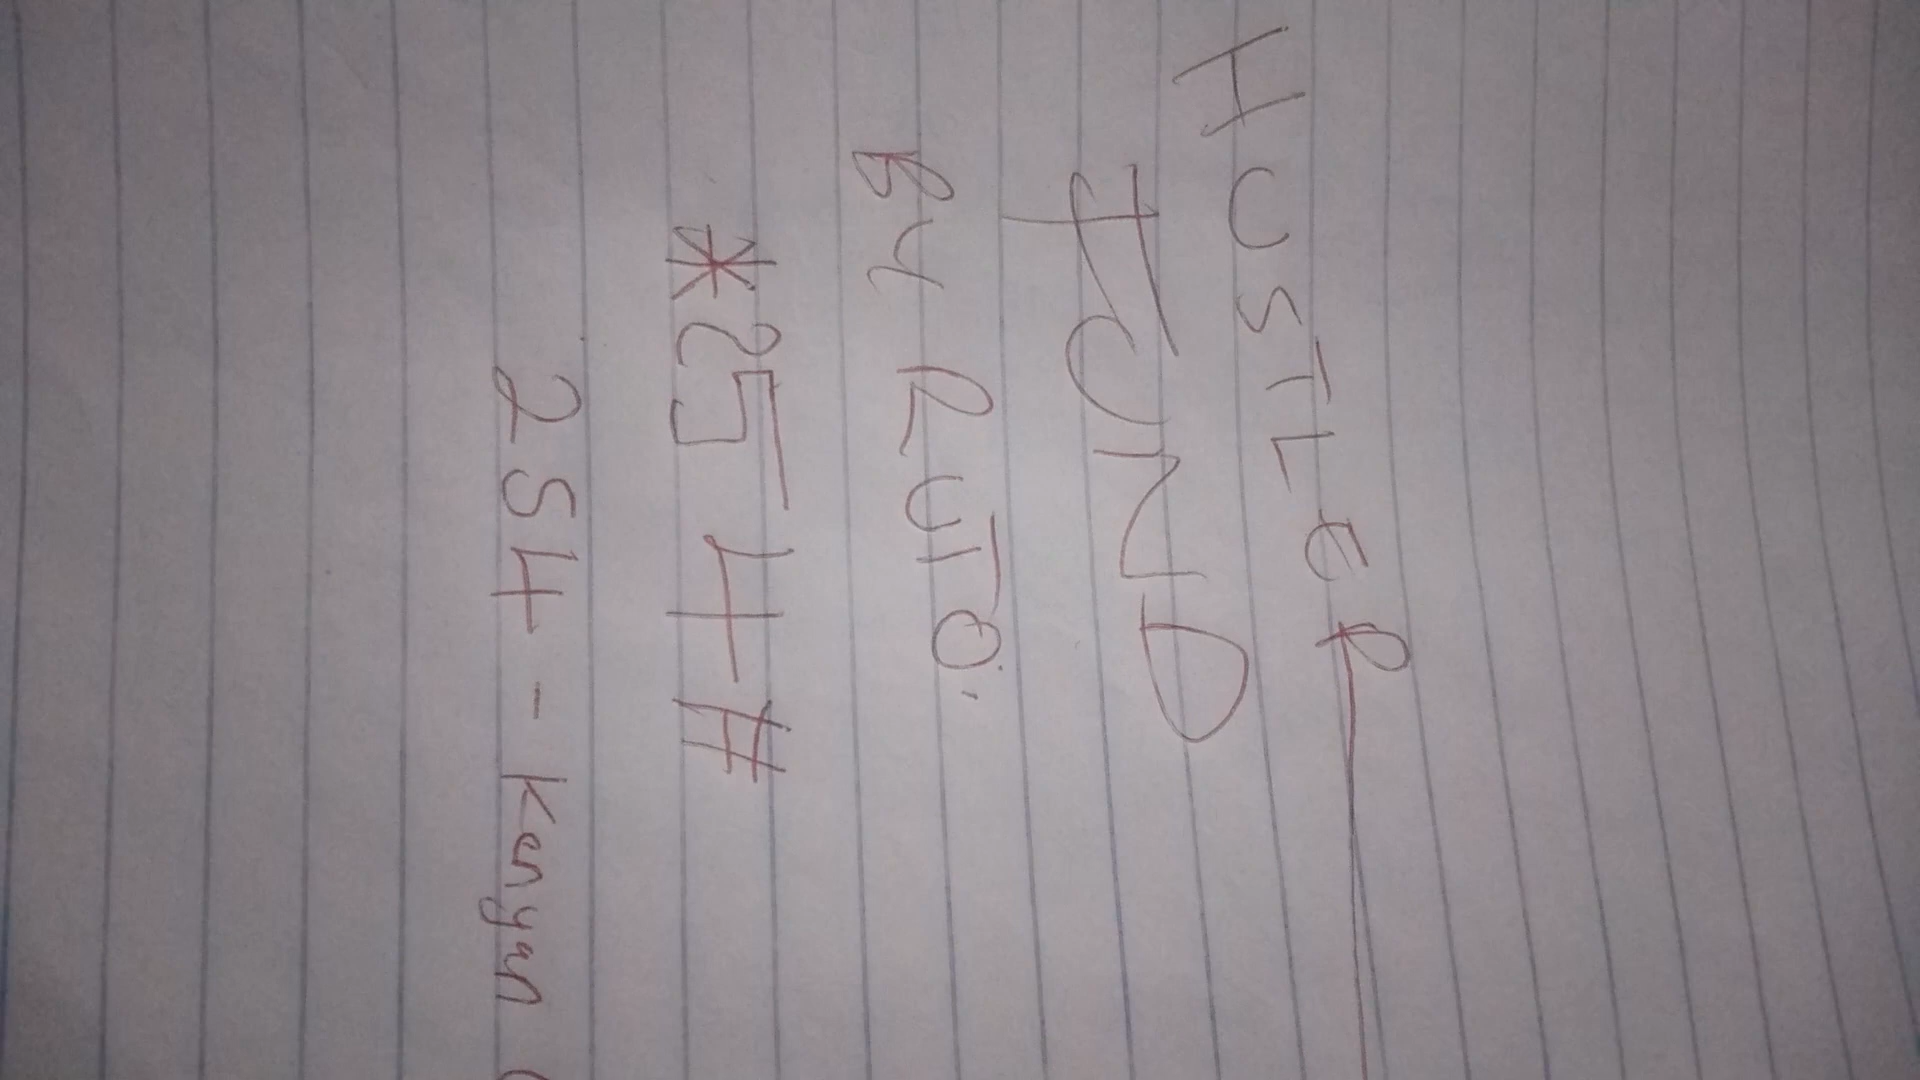 HUSTLER
FUND
BY RUTO.
*254#
254 - Kenyan